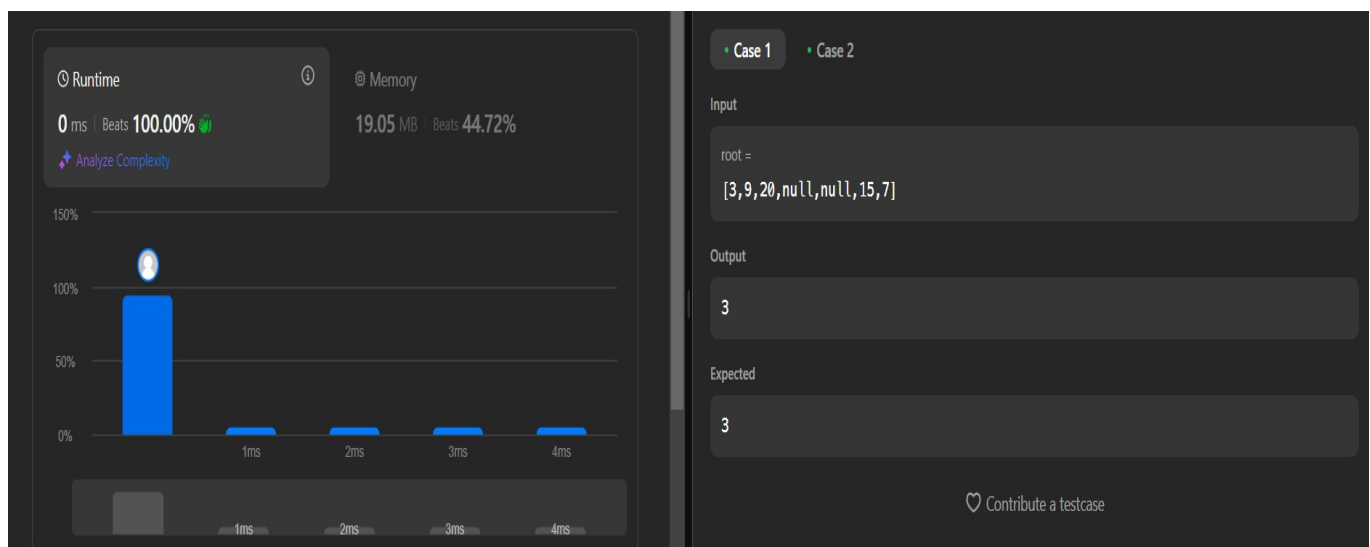 Runtime
0 ms | Beats 100.00%
Analyze Complexity
Memory
19.05 MB | Beats 44.72%
150%
100%
50%
0%
1ms 2ms 3ms 4ms
1ms 2ms 3ms 4ms
Case 1 Case 2
Input
root =
[3,9,20,null,null,15,7]
Output
3
Expected
3
Contribute a testcase